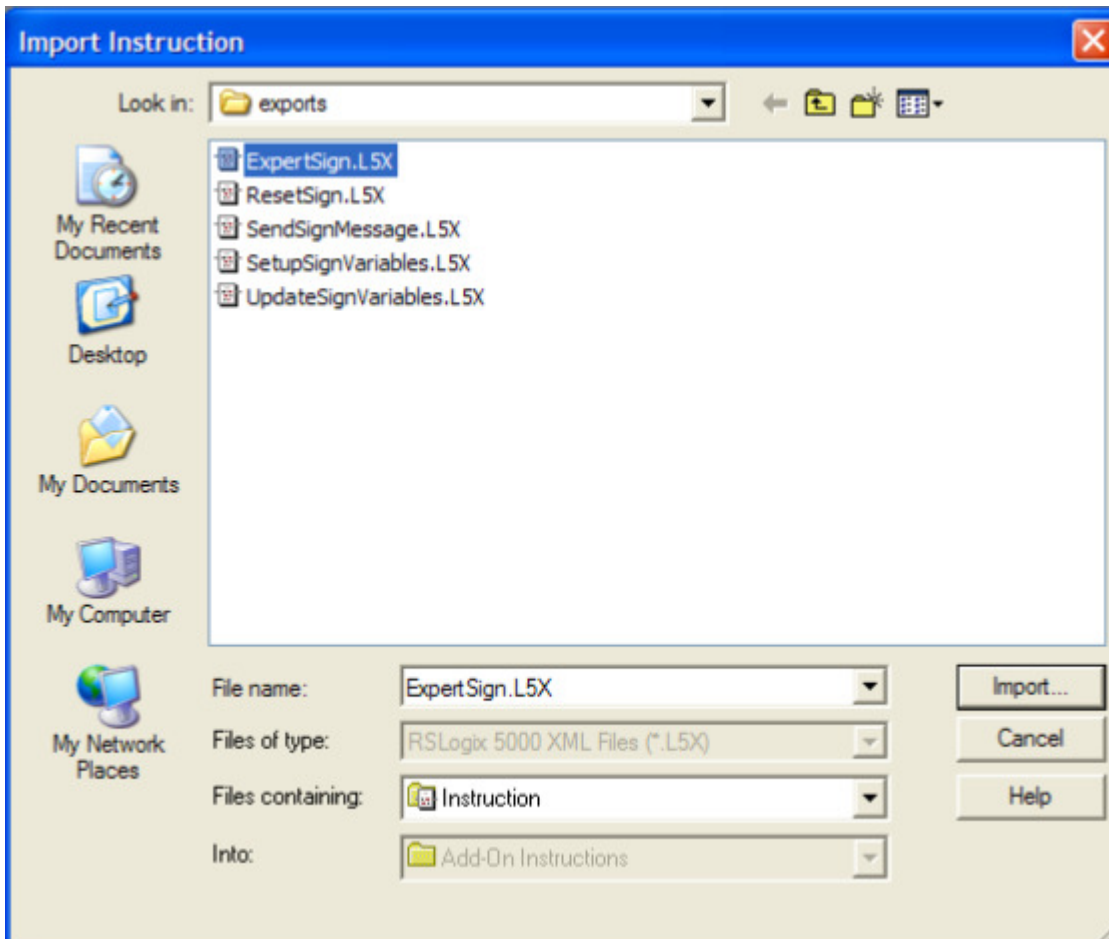 Import Instruction
Look in:
exports
My Recent
Documents
Desktop
My Documents
My Computer
My Network
Places
ExpertSign.L5X
ResetSign.L5X
SendSignMessage.L5X
SetupSignVariables.L5X
UpdateSignVariables.L5X
File name:
ExpertSign.L5X
Import...
Files of type:
RSLogix 5000 XML Files (*.L5X)
Cancel
Files containing:
Instruction
Help
Into:
Add-On Instructions